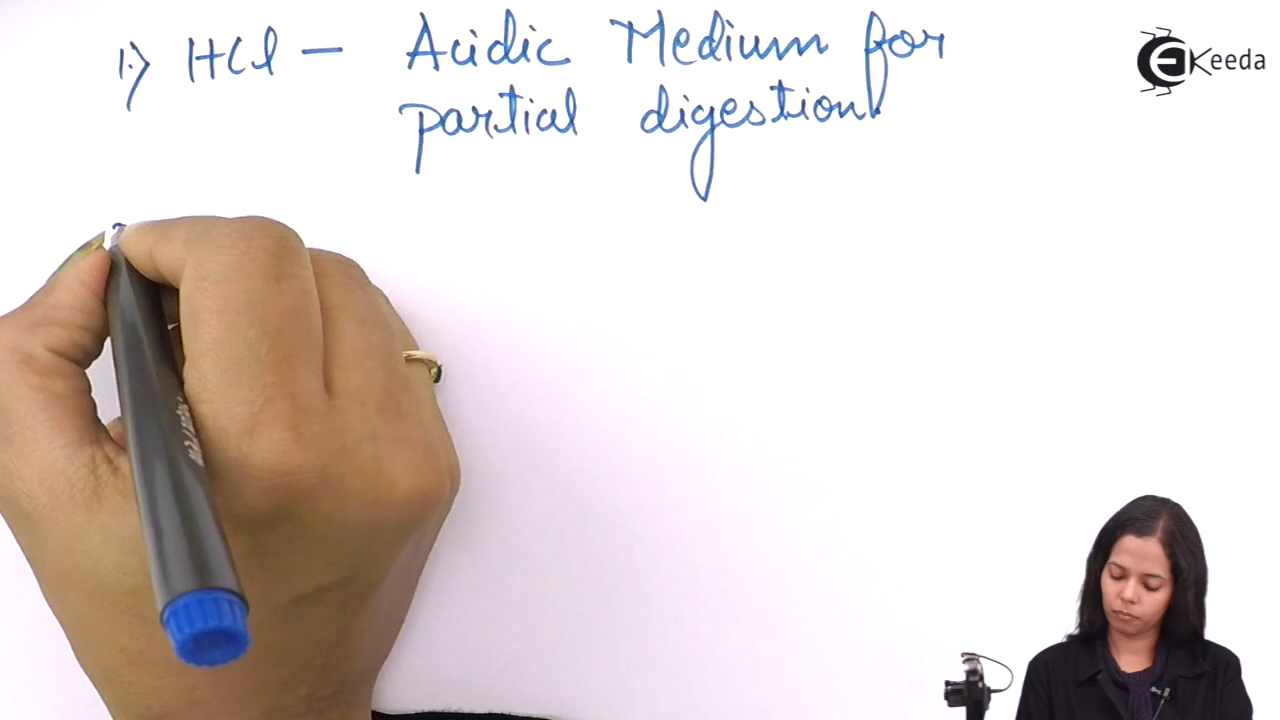 1.) HCl - Acidic Medium for
partial digestion.
EKeeda